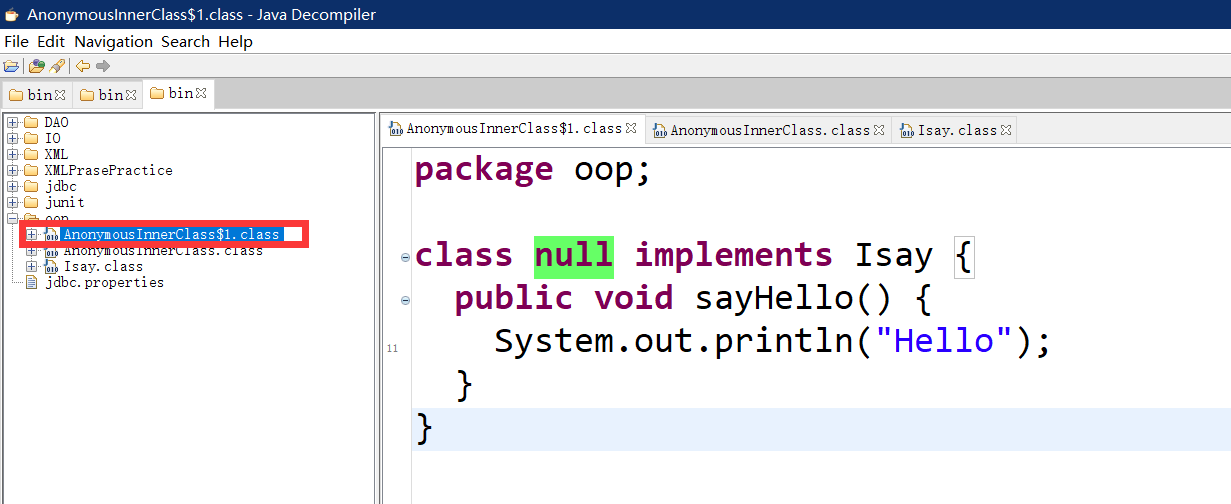 AnonymousInnerClass$1.class - Java Decompiler
File Edit Navigation Search Help
bin bin bin
DAO
IO
XML
XMLPrasePractice
jdbc
junit
oop
AnonymousInnerClass$1.class
AnonymousInnerClass.class
Isay.class
jdbc.properties
AnonymousInnerClass$1.class AnonymousInnerClass.class Isay.class
package oop;
class null implements Isay {
public void sayHello() {
11 System.out.println("Hello");
}
}